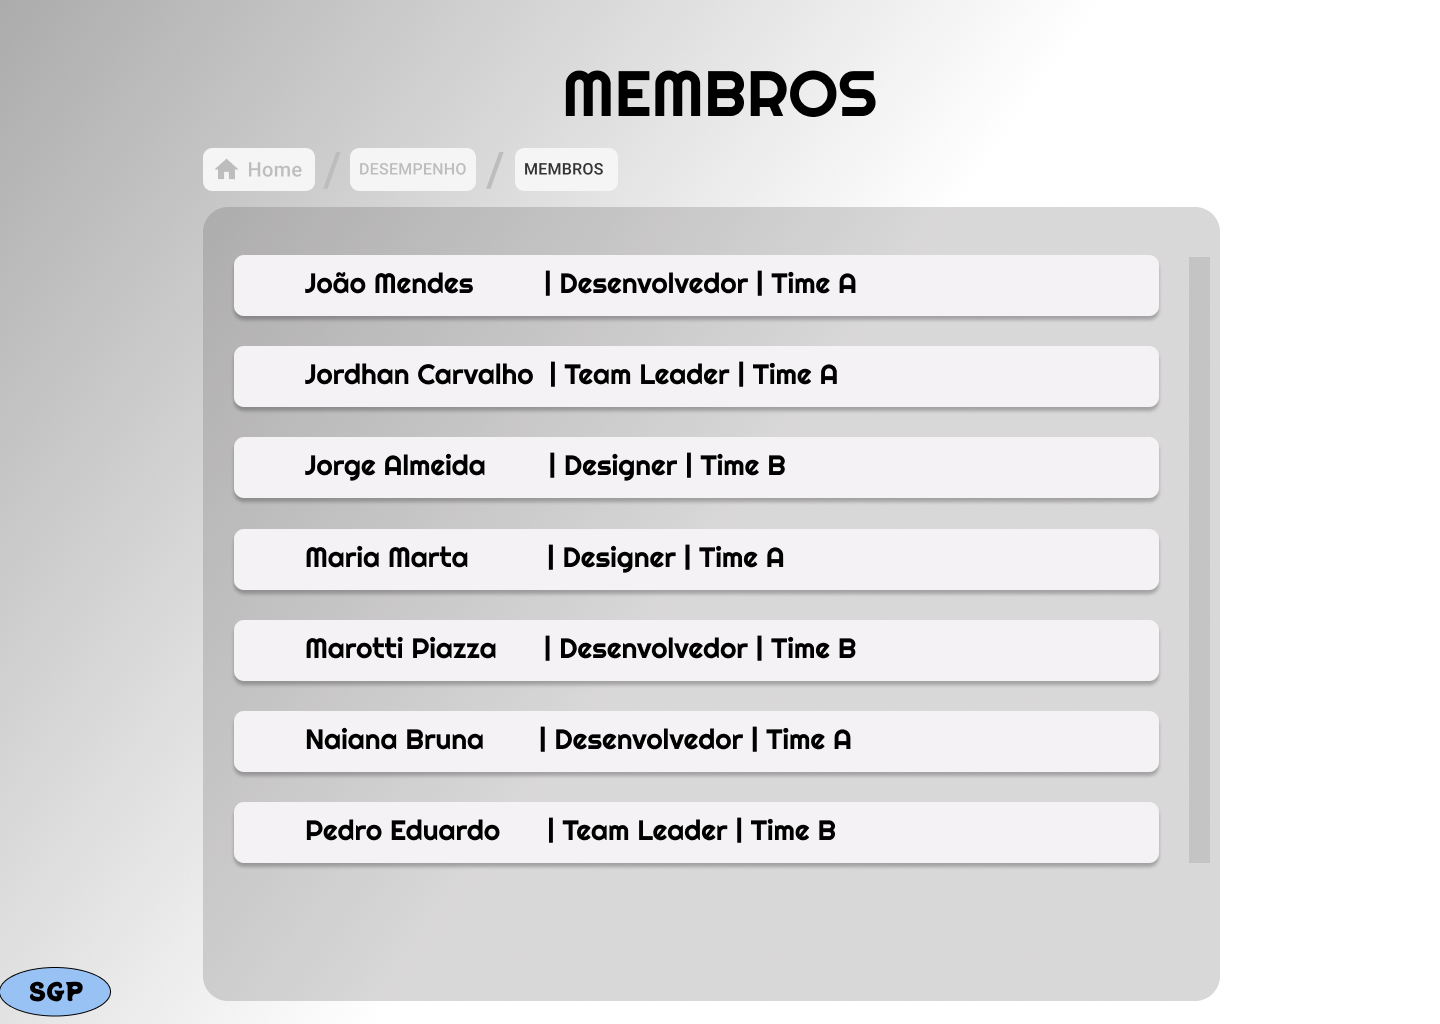 MEMBROS
Home / DESEMPENHO / MEMBROS
João Mendes | Desenvolvedor | Time A
Jordhan Carvalho | Team Leader | Time A
Jorge Almeida | Designer | Time B
Maria Marta | Designer | Time A
Marotti Piazza | Desenvolvedor | Time B
Naiana Bruna | Desenvolvedor | Time A
Pedro Eduardo | Team Leader | Time B
SGP